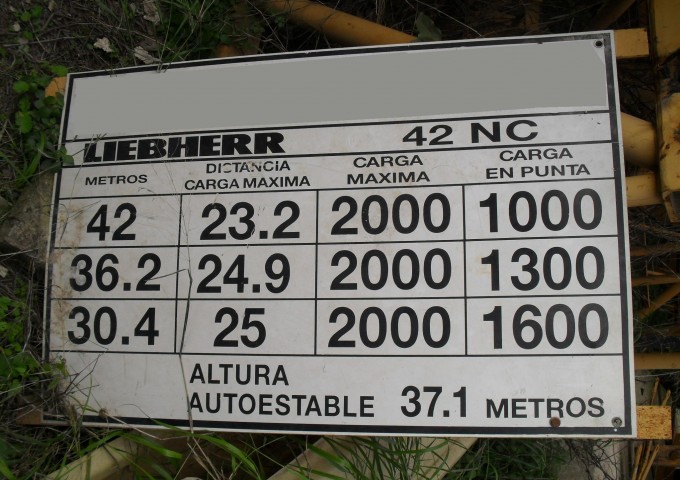 LIEBHERR 42 NC
METROS DISTANCIA CARGA MAXIMA CARGA MAXIMA CARGA EN PUNTA
42 23.2 2000 1000
36.2 24.9 2000 1300
30.4 25 2000 1600
ALTURA
AUTOESTABLE 37.1 METROS